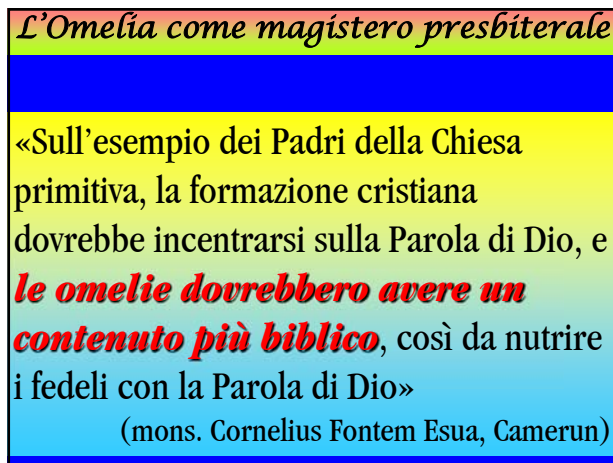 L'Omelia come magistero presbiterale
«Sull'esempio dei Padri della Chiesa
primitiva, la formazione cristiana
dovrebbe incentrarsi sulla Parola di Dio, e
le omelie dovrebbero avere un
contenuto più biblico, così da nutrire
i fedeli con la Parola di Dio»
(mons. Cornelius Fontem Esua, Camerun)